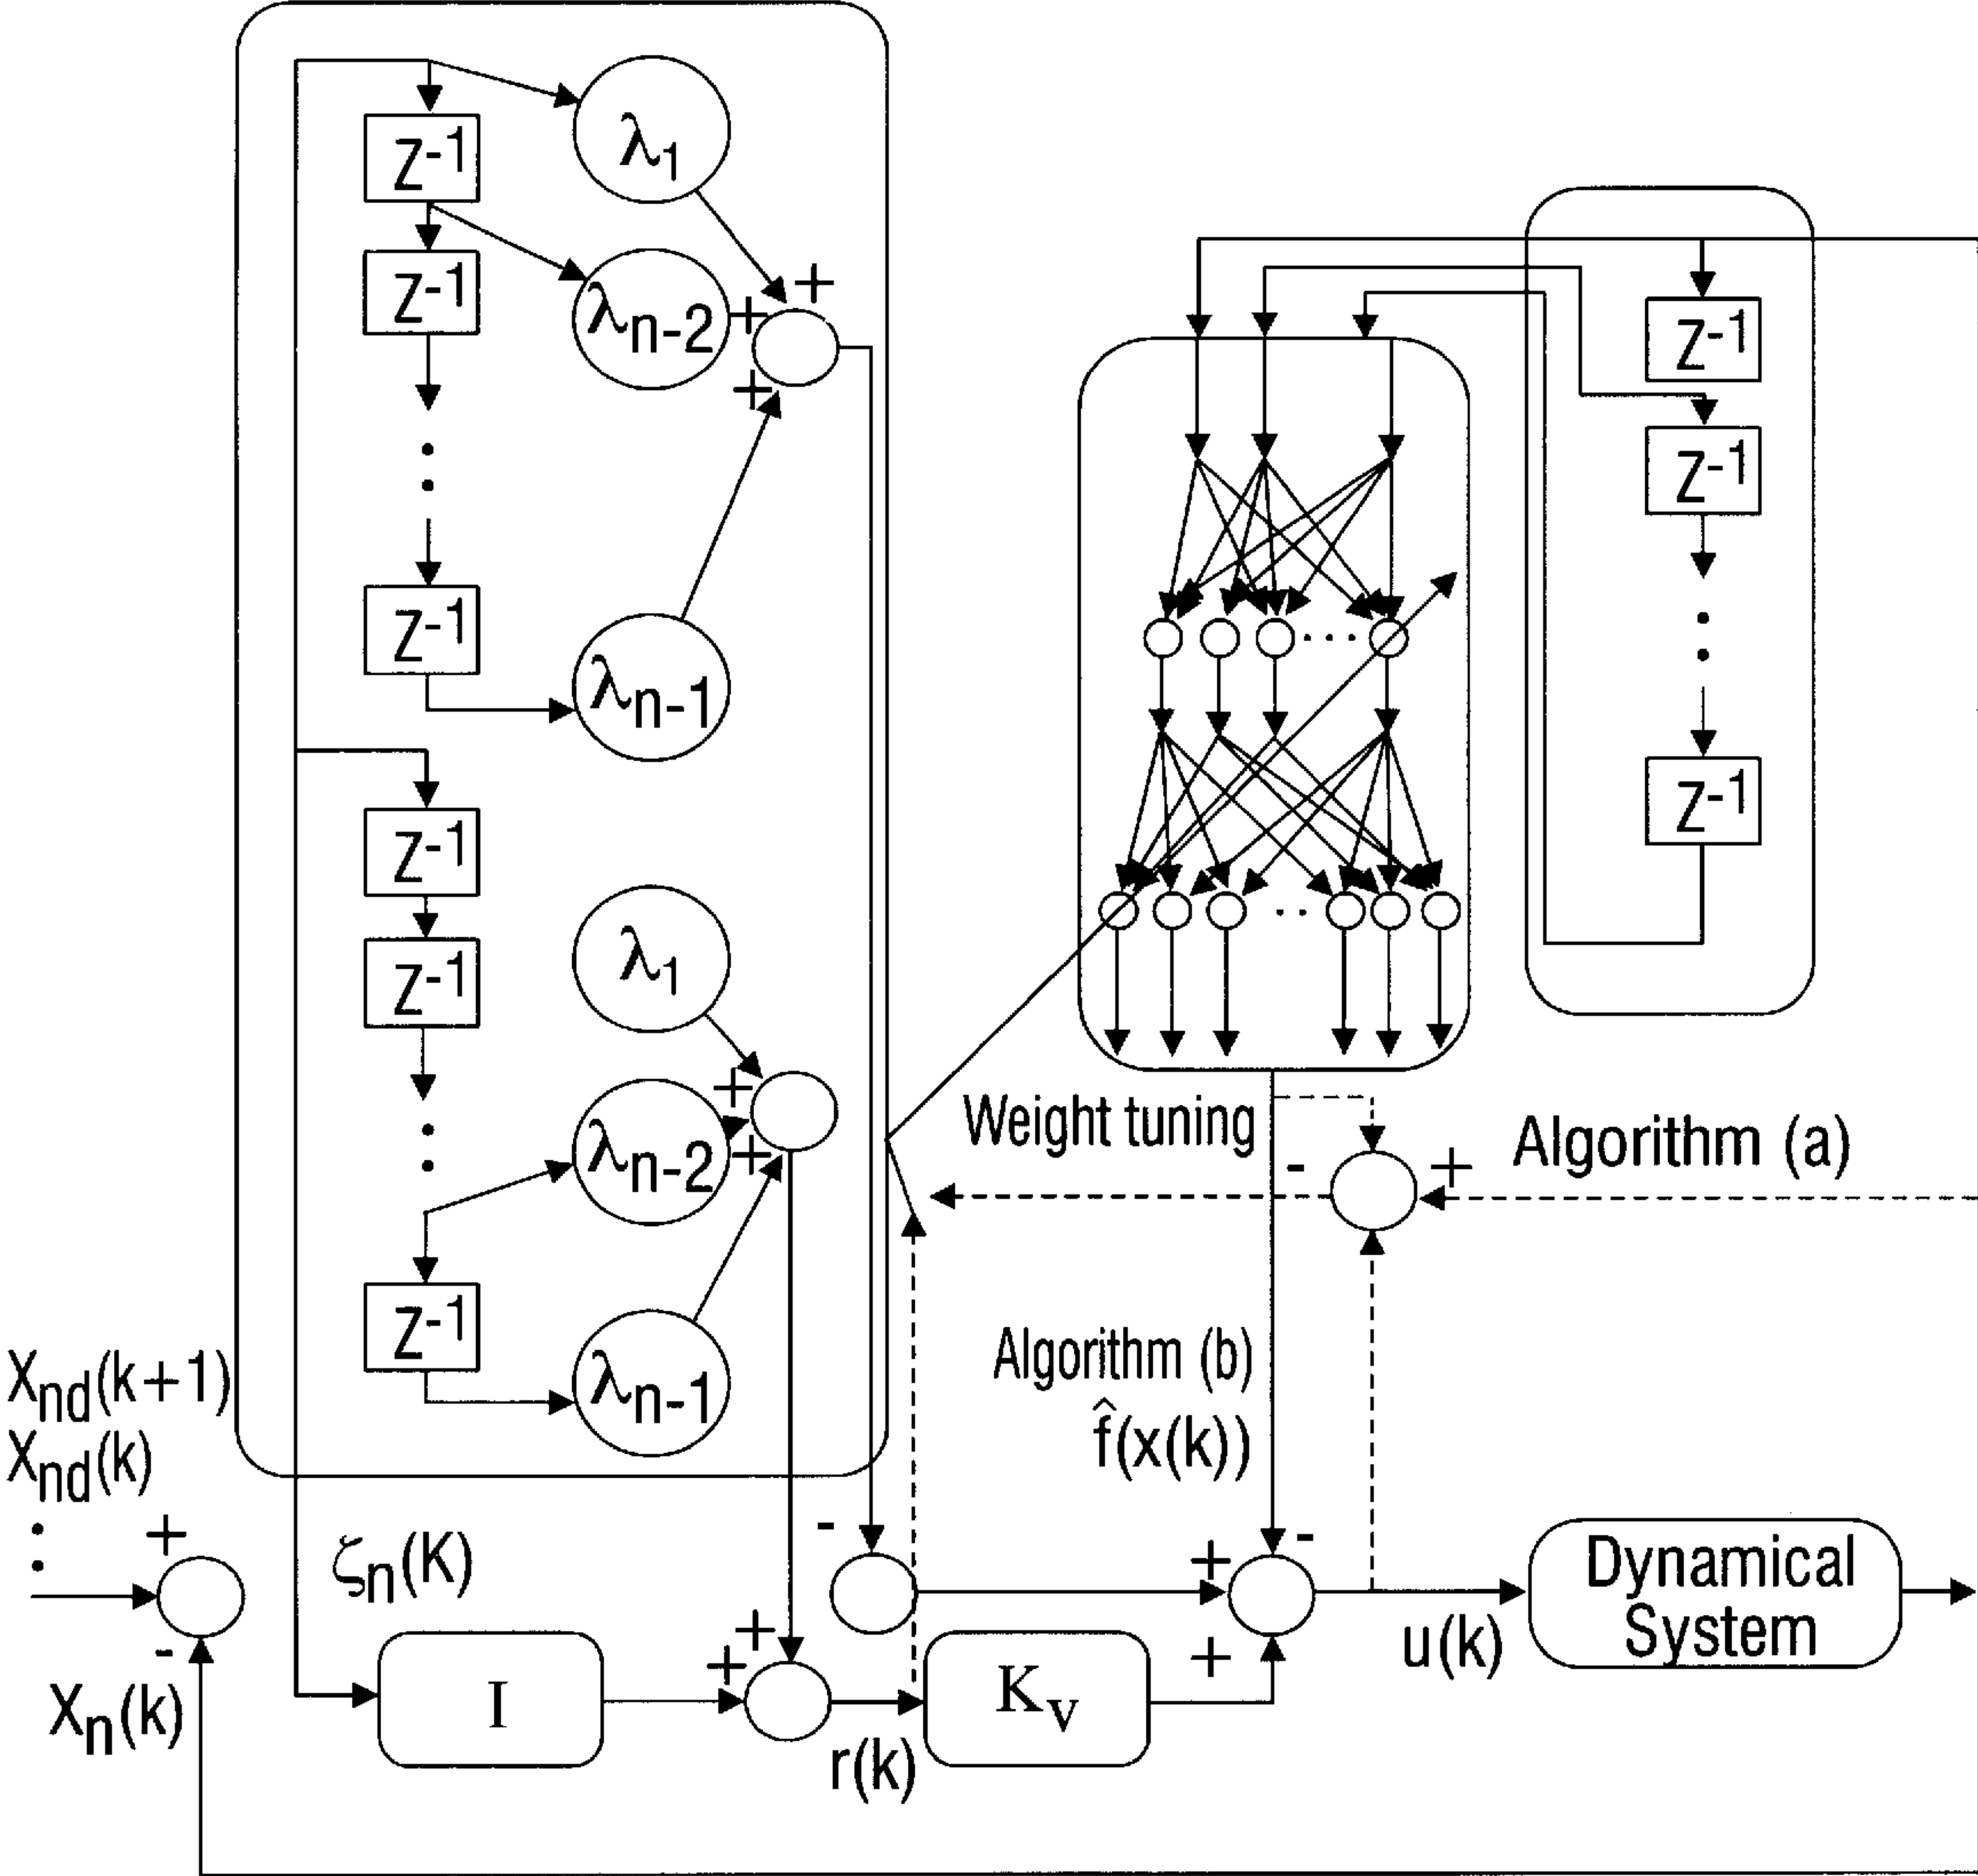 λ1
Z-1
λn-2
Z-1
+
+
+
Z-1
λn-1
Z-1
Z-1
λ1
Z-1
λn-2
+
+
Z-1
λn-1
Z-1
Z-1
Z-1
. . .
. .
Weight tuning
-
+
Algorithm (a)
Algorithm (b)
f̂(x(k))
Xnd(k+1)
Xnd(k)
+
-
Xn(k)
ζn(K)
I
+
+
r(k)
-
Kv
+
-
+
u(k)
Dynamical
System